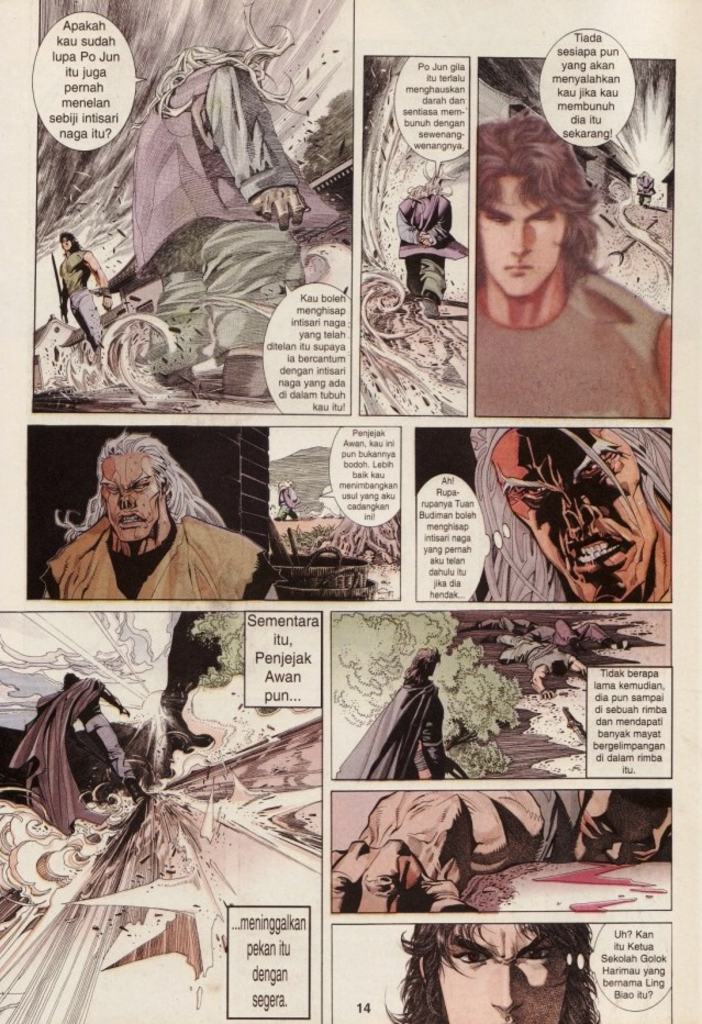 Apakah
kau sudah
lupa Po Jun
itu juga
pernah
menelan
sebiji intisari
naga itu?
Kau boleh
menghisap
intisari naga
yang telah
ditelan itu supaya
ia bercantum
dengan intisari
naga yang ada
di dalam tubuh
kau itu!
Po Jun gila
itu terlalu
menghauskan
darah dan
sentiasa mem-
bunuh dengan
sewenang-
wenangnya.
Tiada
sesiapa pun
yang akan
menyalahkan
kau jika kau
membunuh
dia itu
sekarang!
Penjejak
Awan, kau ini
pun bukannya
bodoh. Lebih
baik kau
menimbangkan
usul yang aku
cadangkan
ini!
Ah!
Rupa-
rupanya Tuan
Budiman boleh
menghisap
intisari naga
yang pernah
aku telan
dahulu itu
jika dia
hendak...
Sementara
itu,
Penjejak
Awan
pun...
...meninggalkan
pekan itu
dengan
segera.
Tidak berapa
lama kemudian,
dia pun sampai
di sebuah rimba
dan mendapati
banyak mayat
bergelimpangan
di dalam rimba
itu.
Uh? Kan
itu Ketua
Sekolah Golok
Harimau yang
bernama Ling
Biao itu?
14